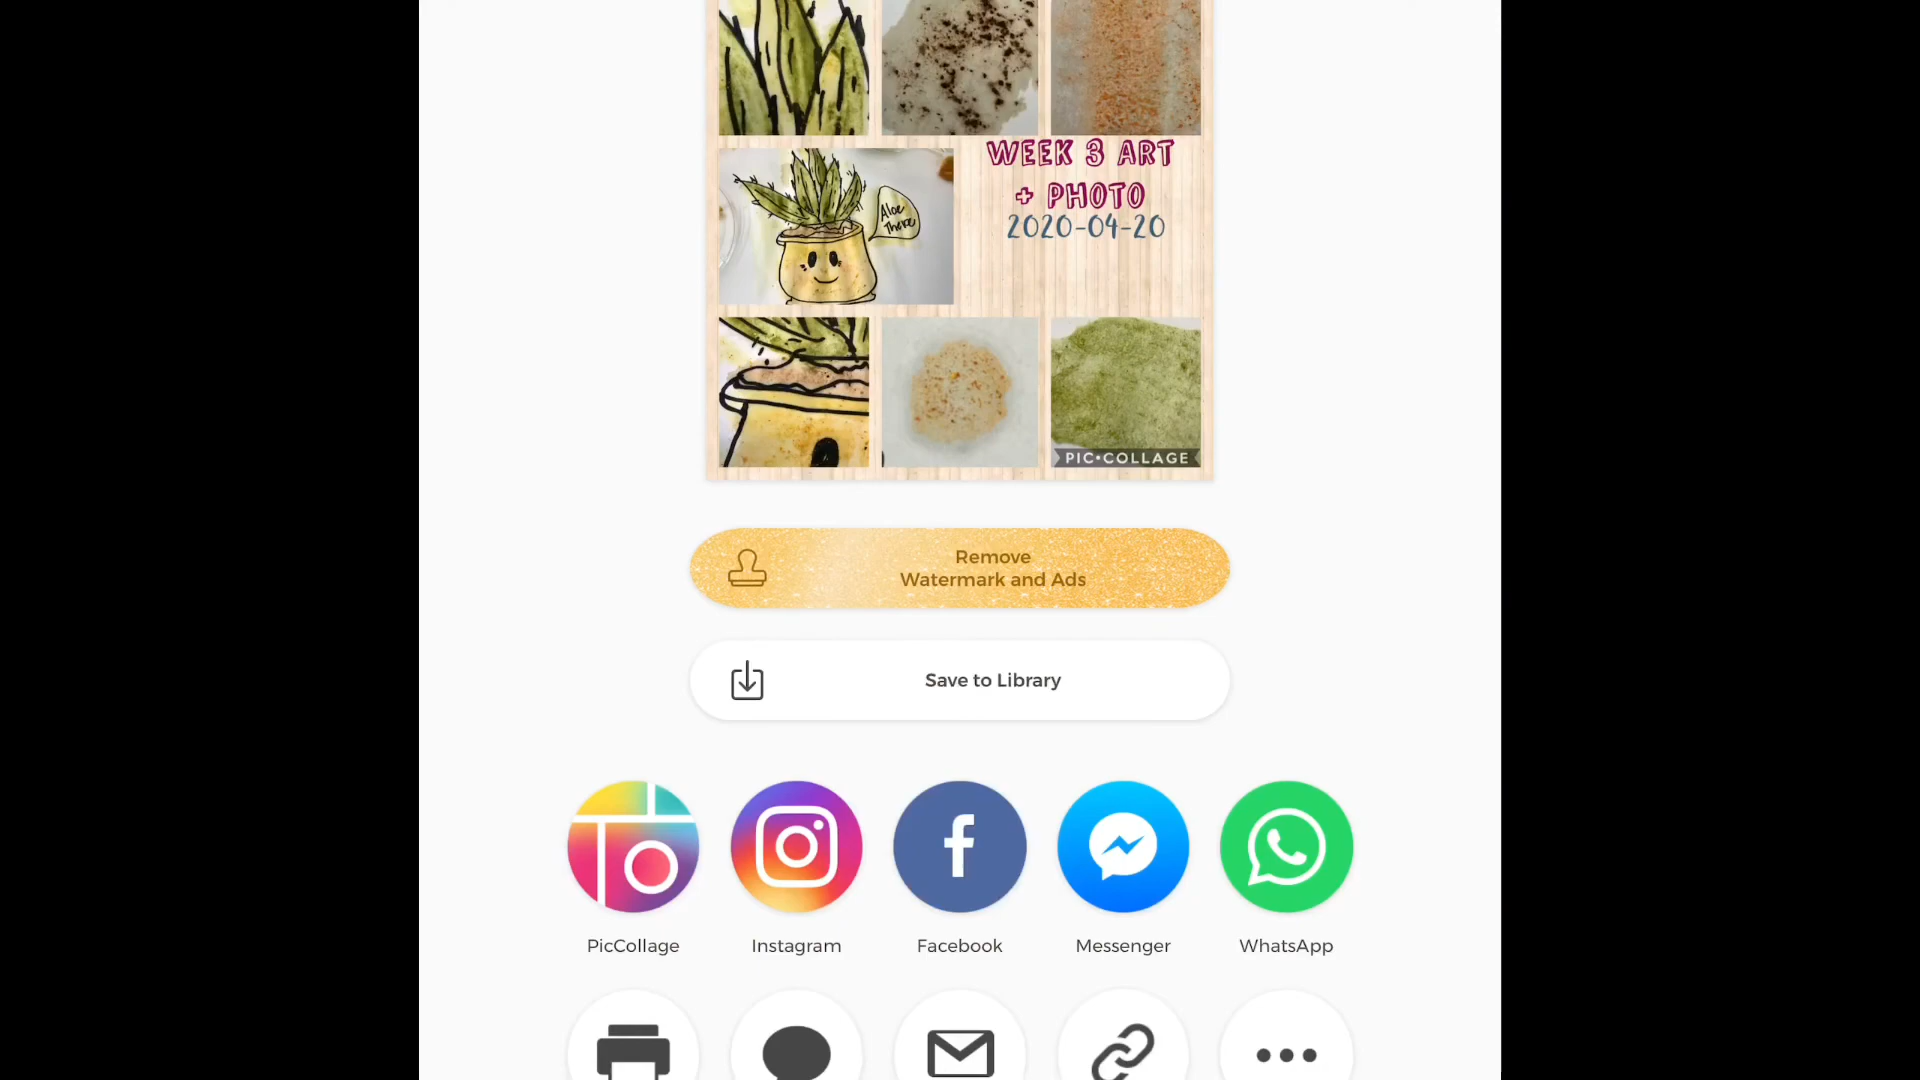 WEEK 3 ART
+ PHOTO
2020-04-20
Aloe
There
PIC•COLLAGE
Remove
Watermark and Ads
Save to Library
PicCollage
Instagram
Facebook
Messenger
WhatsApp